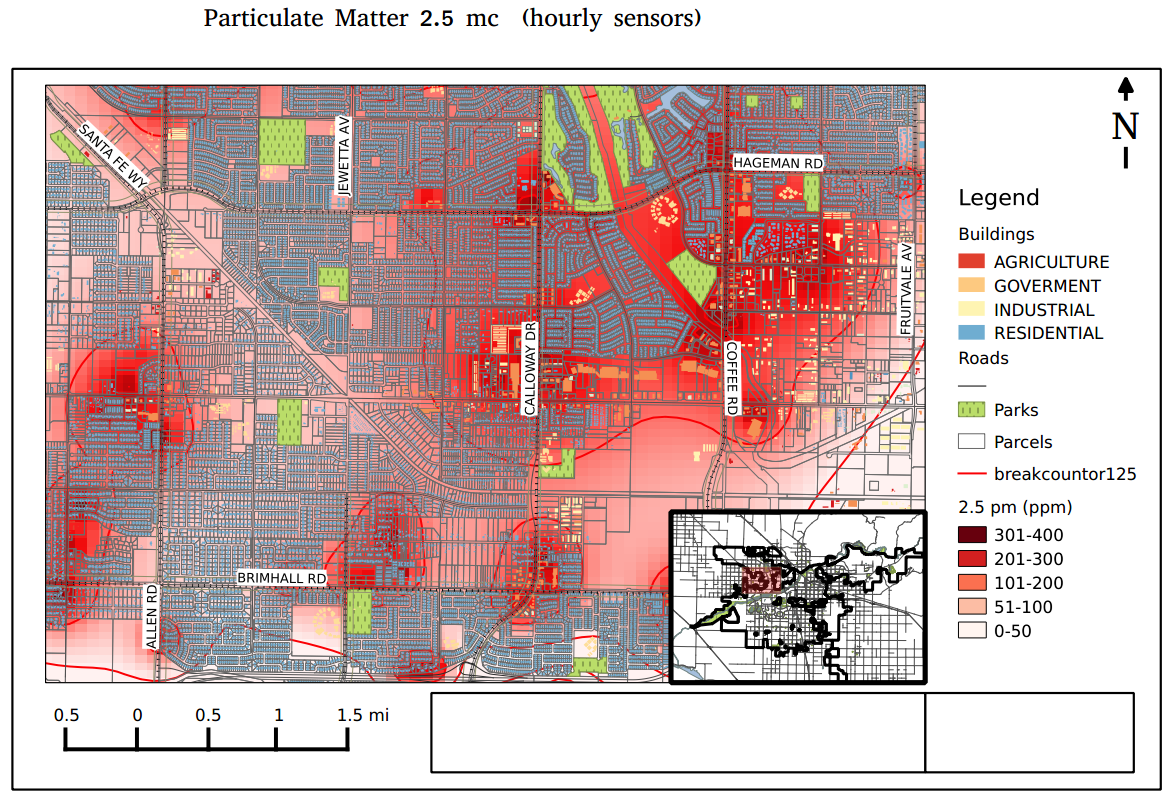 Particulate Matter 2.5 mc (hourly sensors)
N
SANTA FE WY
JEWETTA AV
HAGEMAN RD
FRUITVALE AV
CALLOWAY DR
COFFEE RD
BRIMHALL RD
ALLEN RD
Legend
Buildings
AGRICULTURE
GOVERMENT
INDUSTRIAL
RESIDENTIAL
Roads
Parks
Parcels
breakcountor125
2.5 pm (ppm)
301-400
201-300
101-200
51-100
0-50
0.5 0 0.5 1 1.5 mi